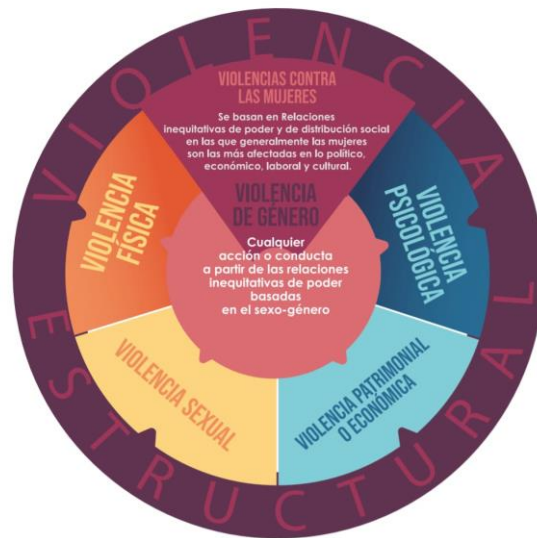 VIOLENCIA
ESTRUCTURAL
VIOLENCIAS CONTRA
LAS MUJERES
Se basan en Relaciones
inequitativas de poder y de distribución social
en las que generalmente las mujeres
son las más afectadas en lo político,
económico, laboral y cultural.
VIOLENCIA
DE GÉNERO
Cualquier
acción o conducta
a partir de las relaciones
inequitativas de poder
basadas
en el sexo-género
VIOLENCIA
FÍSICA
VIOLENCIA
PSICOLÓGICA
VIOLENCIA SEXUAL
VIOLENCIA PATRIMONIAL
O ECONÓMICA